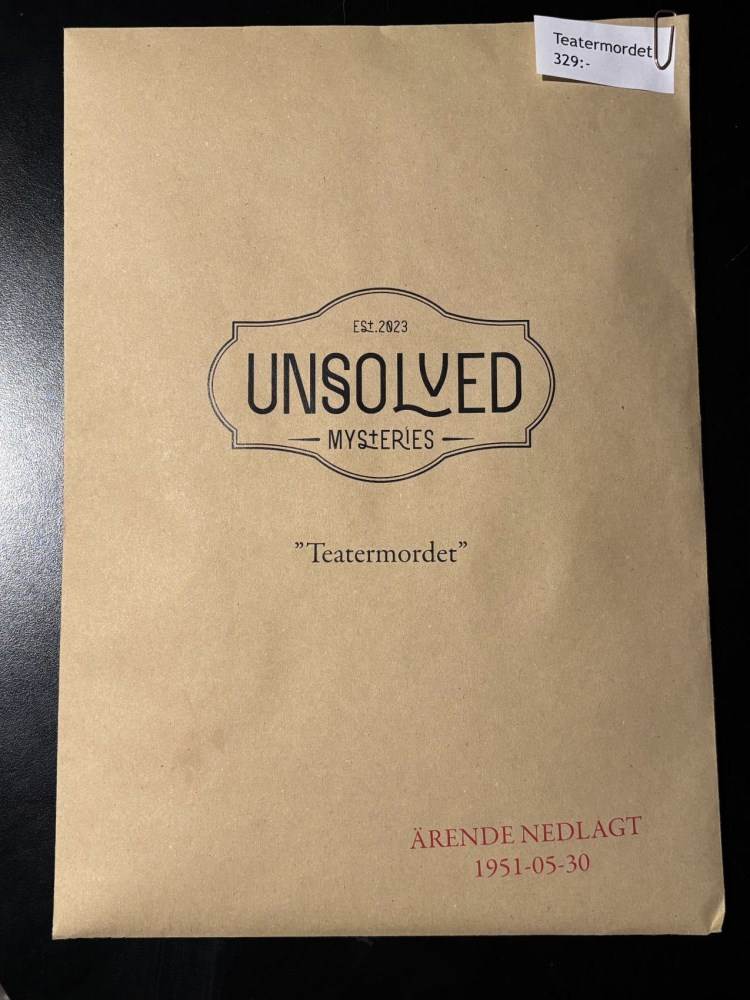 Teatermordet
329:-
Est.2023
UNSOLVED
MYStERIES
”Teatermordet”
ÄRENDE NEDLAGT
1951-05-30